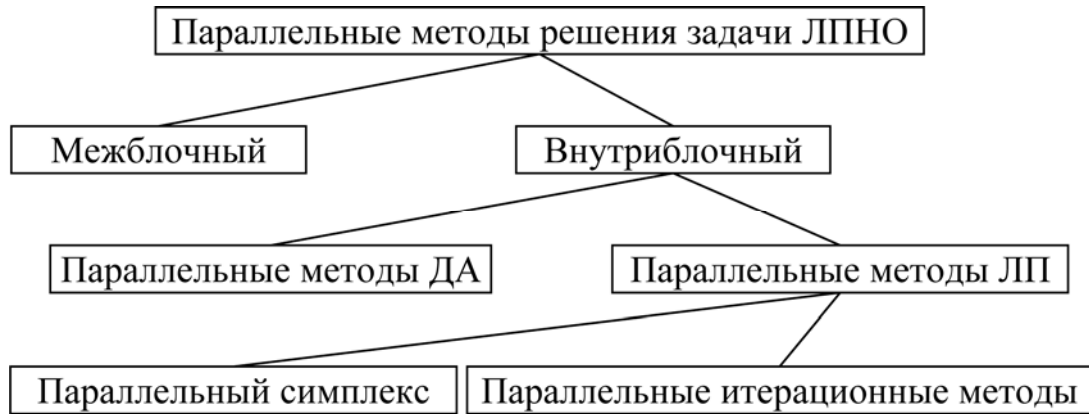 Параллельные методы решения задачи ЛПНО
Межблочный
Внутриблочный
Параллельные методы ДА
Параллельные методы ЛП
Параллельный симплекс
Параллельные итерационные методы